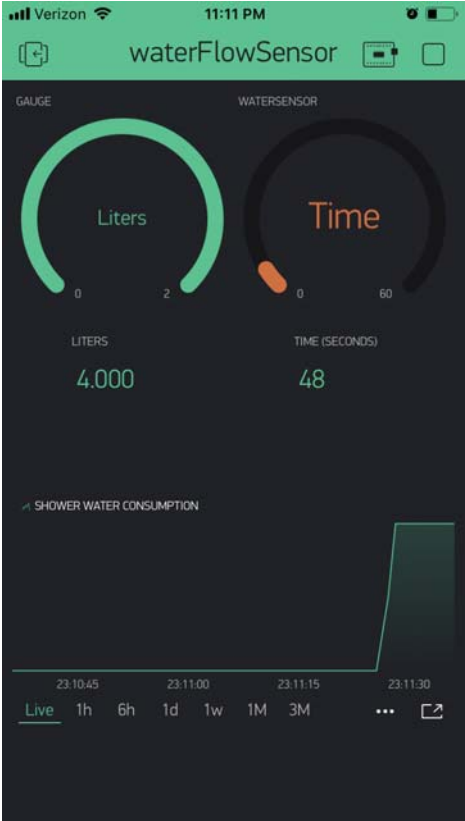 Verizon 11:11 PM
waterFlowSensor
GAUGE WATERSENSOR
Liters Time
0 2 0 60
LITERS TIME (SECONDS)
4.000 48
SHOWER WATER CONSUMPTION
23:10:45 23:11:00 23:11:15 23:11:30
Live 1h 6h 1d 1w 1M 3M